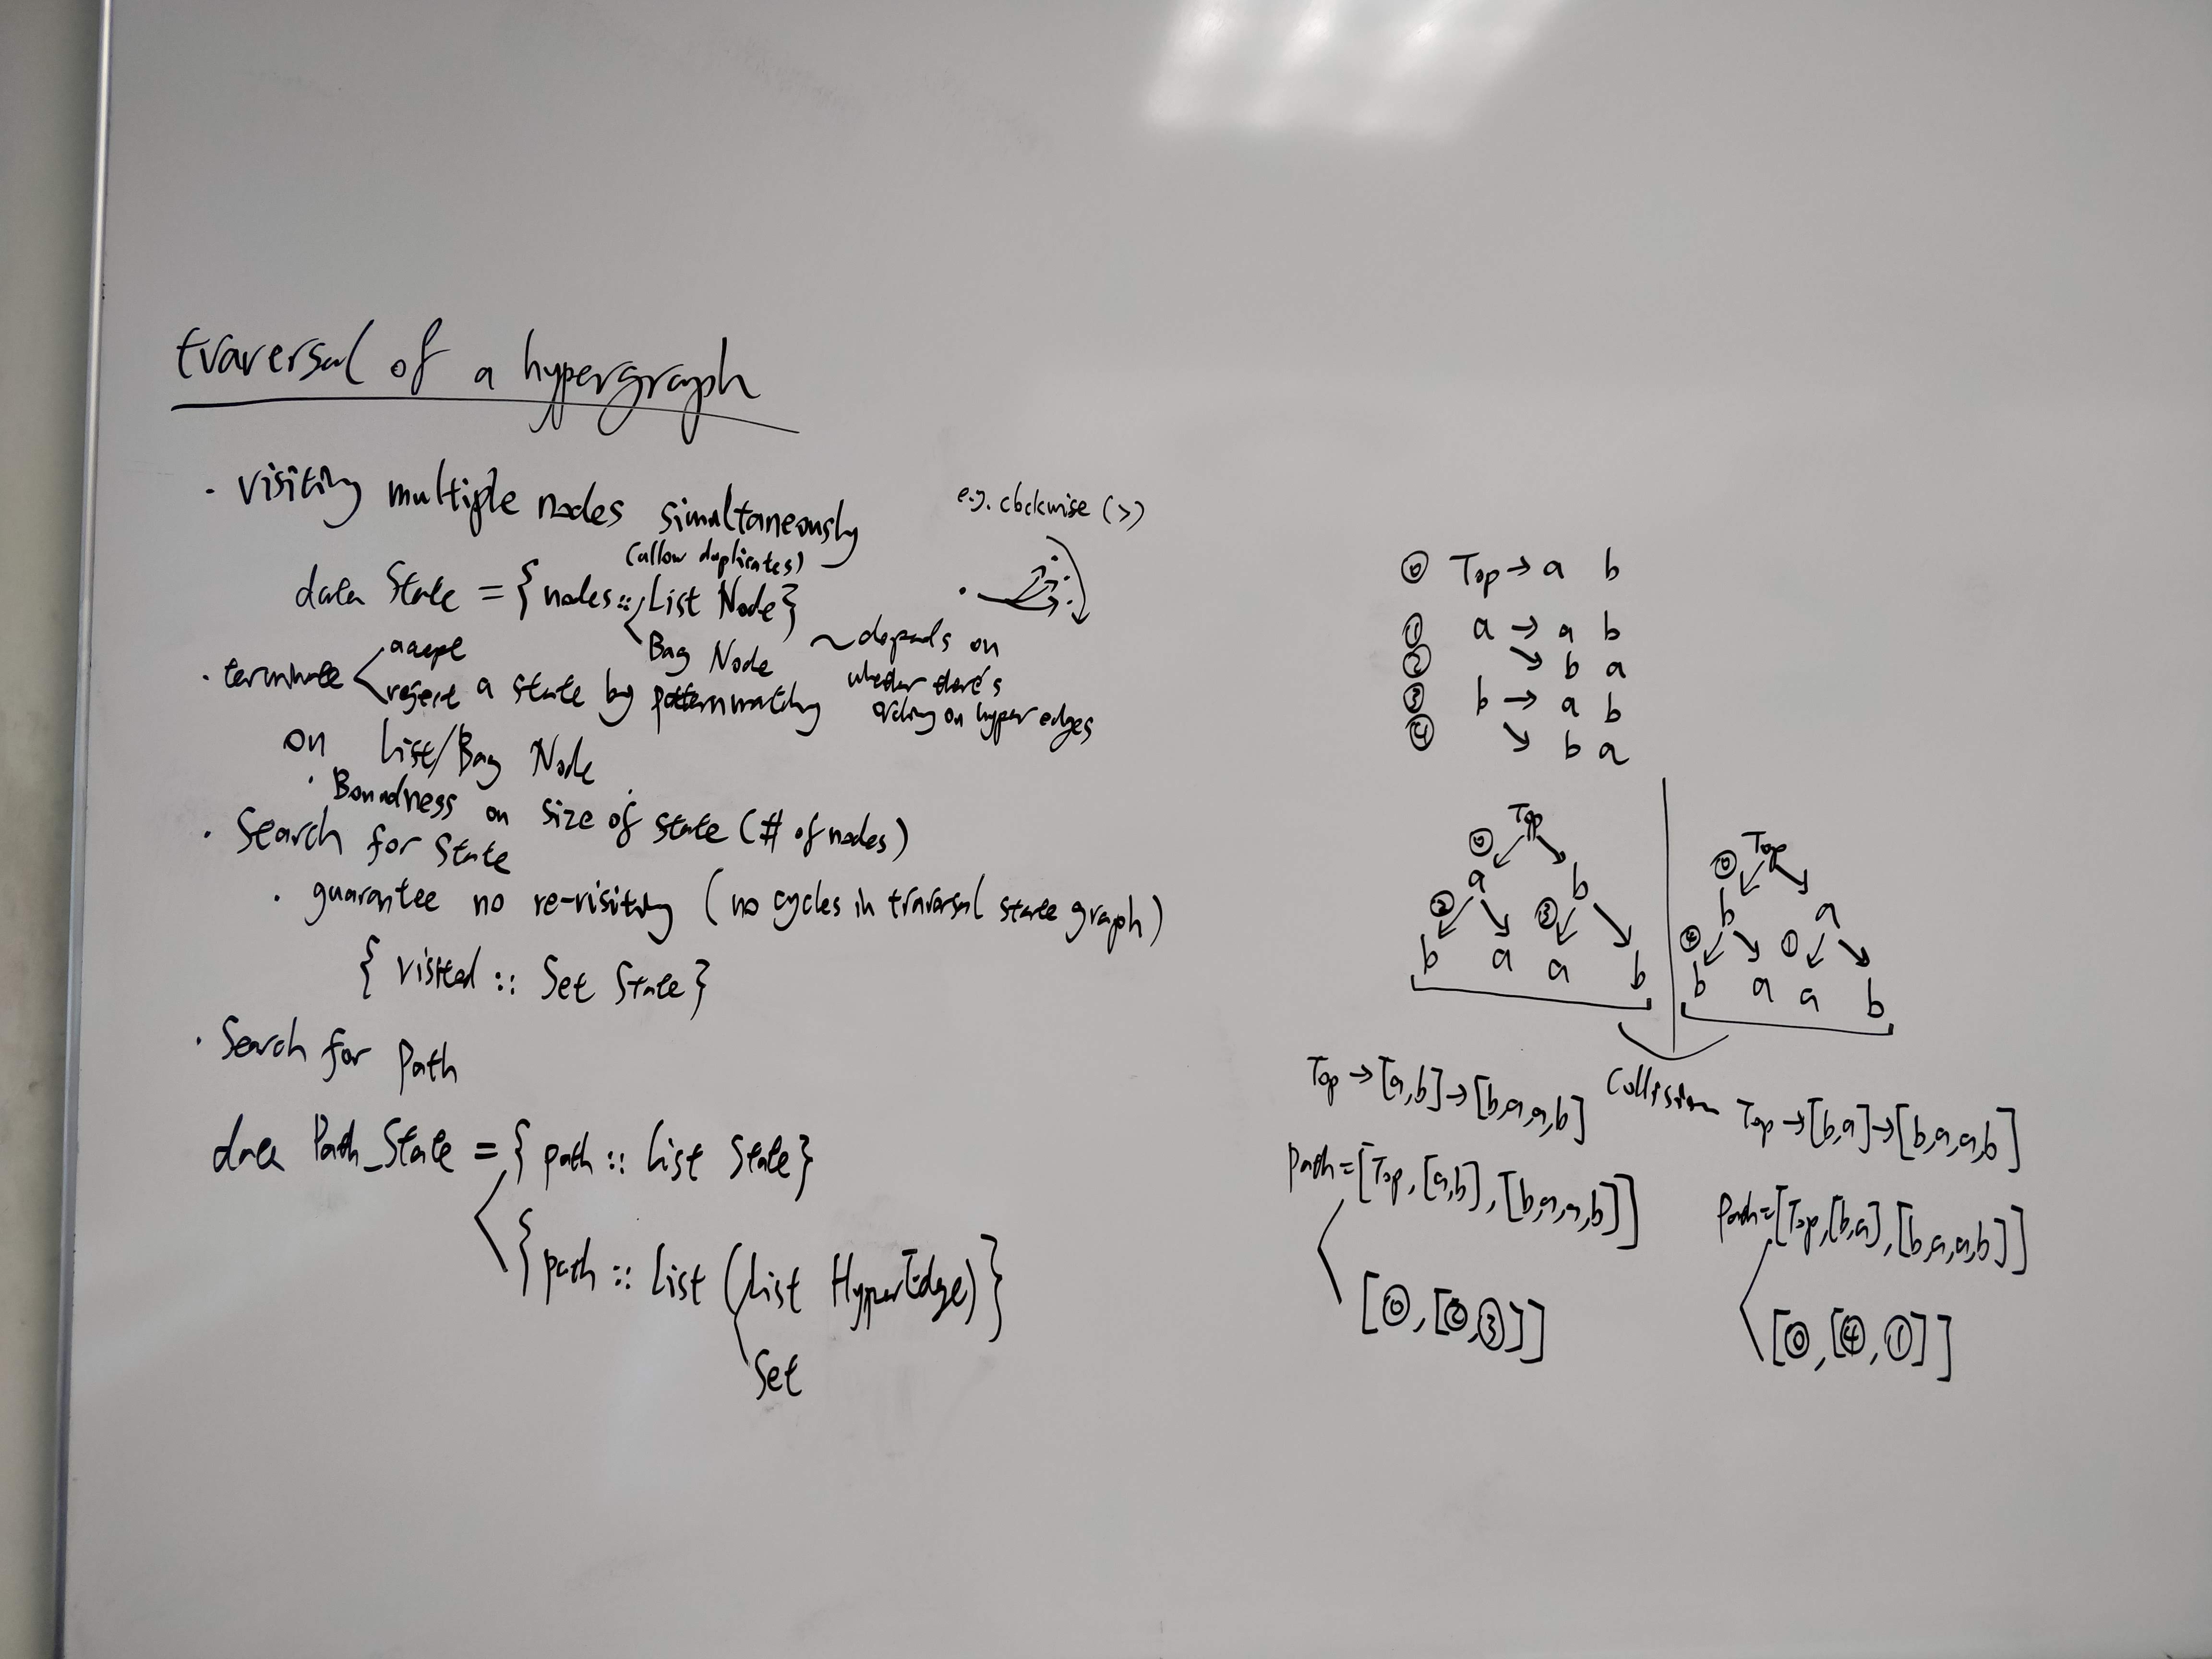 traversal of a hypergraph
· visiting multiple nodes simultaneously
(allow duplicates)
data State = { nodes :: List Node}
Bag Node ~ depends on
whether there's
ording on hyper edges
e.g. clockwise (>)
· terminate < accept
reject a state by pattern matching
on List/Bag Node
· Boundness on size of state (# of nodes)
· Search for State
· guarantee no re-visiting (no cycles in traversal state graph)
{ visited :: Set State}
· Search for Path
data Path_State = { path :: List State}
{path :: List (List HyperEdge)}
Set
⓪ Top → a b
① a → a b
② ↘ b a
③ b → a b
④ ↘ b a
Top
⓪
a b
② ③
b a a b
Top
⓪
b a
④ ①
b a a b
Collision
Top → [a,b] → [b,a,a,b]
Path = [Top, [a,b], [b,a,a,b]]
[⓪, [②,③]]
Top → [b,a] → [b,a,a,b]
Path = [Top, [b,a], [b,a,a,b]]
[⓪, [④, ①]]